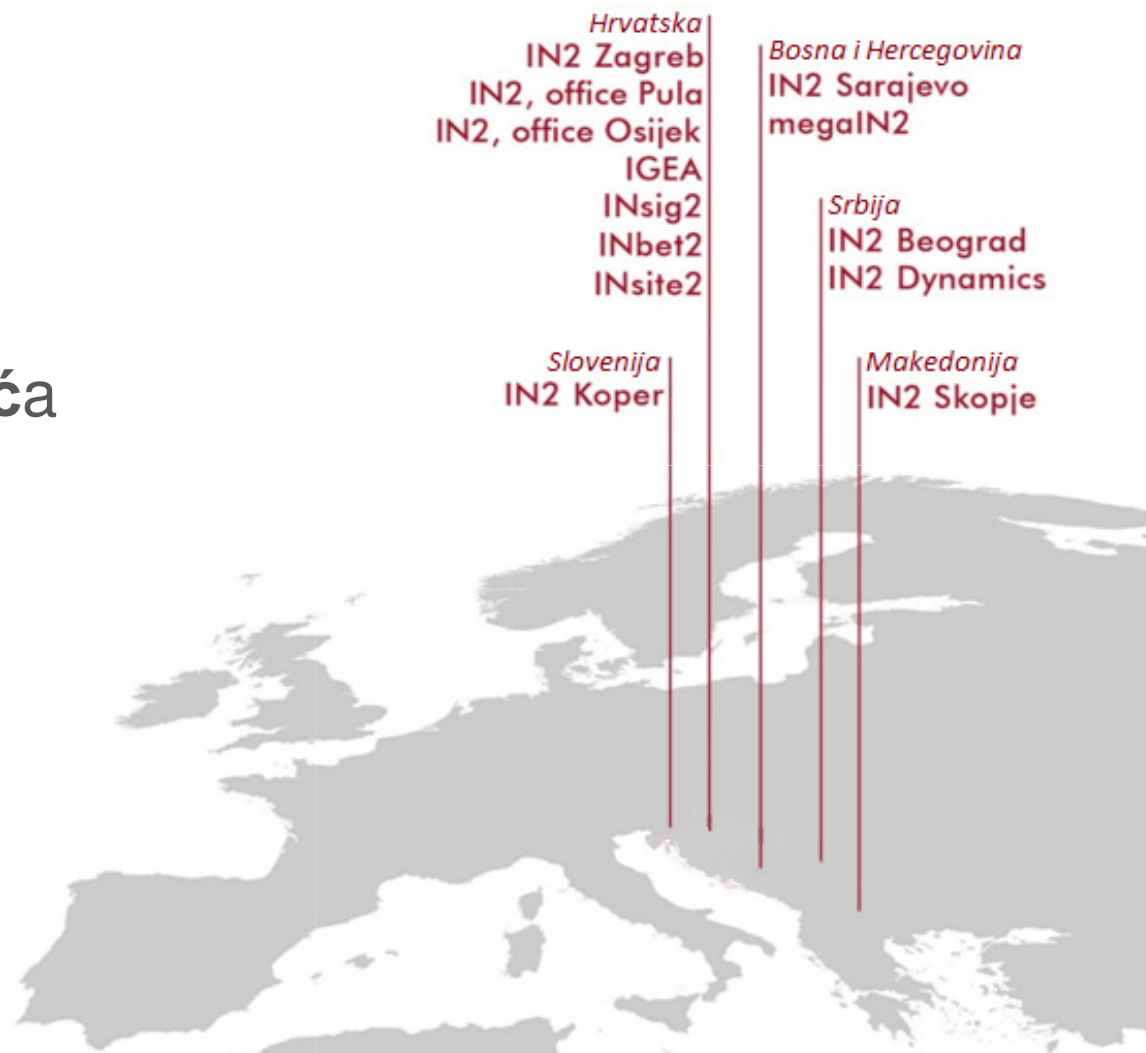 Hrvatska
IN2 Zagreb
IN2, office Pula
IN2, office Osijek
IGEA
INsig2
INbet2
INsite2
Bosna i Hercegovina
IN2 Sarajevo
megaIN2
Srbija
IN2 Beograd
IN2 Dynamics
Slovenija
IN2 Koper
Makedonija
IN2 Skopje
ća